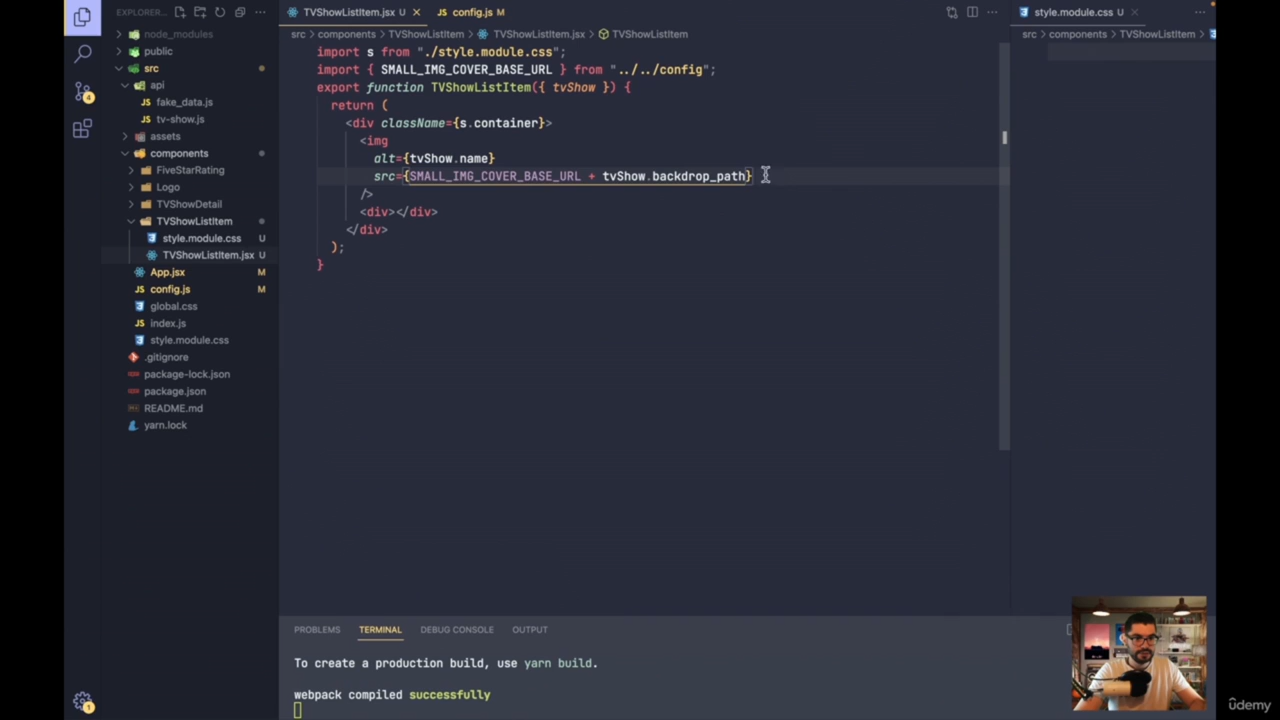 EXPLORER...
TVShowListItem.jsx U
config.js M
style.module.css U
node_modules
public
src
api
fake_data.js
tv-show.js
assets
components
FiveStarRating
Logo
TVShowDetail
TVShowListItem
style.module.css U
TVShowListItem.jsx U
App.jsx M
config.js M
global.css
index.js
style.module.css
.gitignore
package-lock.json
package.json
README.md
yarn.lock
4
1
src > components > TVShowListItem > TVShowListItem.jsx > TVShowListItem
import s from "./style.module.css";
import { SMALL_IMG_COVER_BASE_URL } from "../../config";
export function TVShowListItem({ tvShow }) {
return (
<div className={s.container}>
<img
alt={tvShow.name}
src={SMALL_IMG_COVER_BASE_URL + tvShow.backdrop_path}
/>
<div></div>
</div>
);
}
src > components > TVShowListItem >
PROBLEMS TERMINAL DEBUG CONSOLE OUTPUT
To create a production build, use yarn build.
webpack compiled successfully
ûdemy